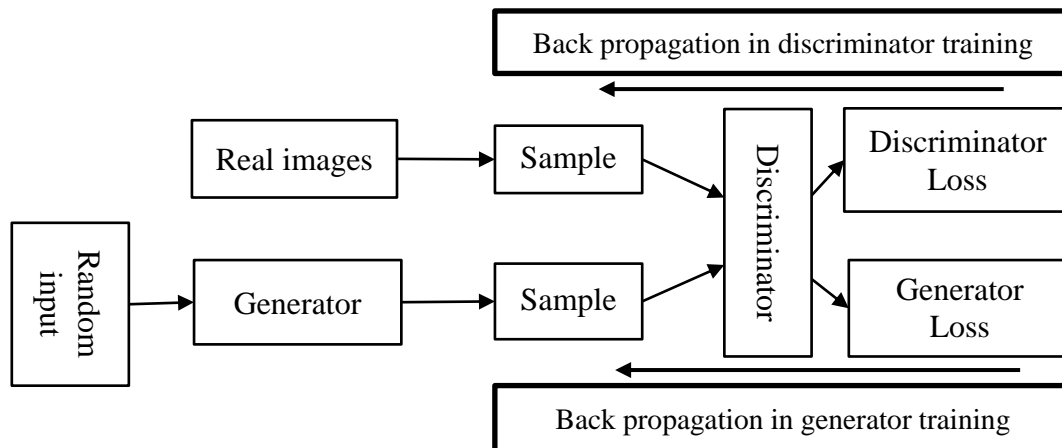 Back propagation in discriminator training
Real images
Sample
Discriminator
Discriminator
Loss
Random
input
Generator
Sample
Generator
Loss
Back propagation in generator training